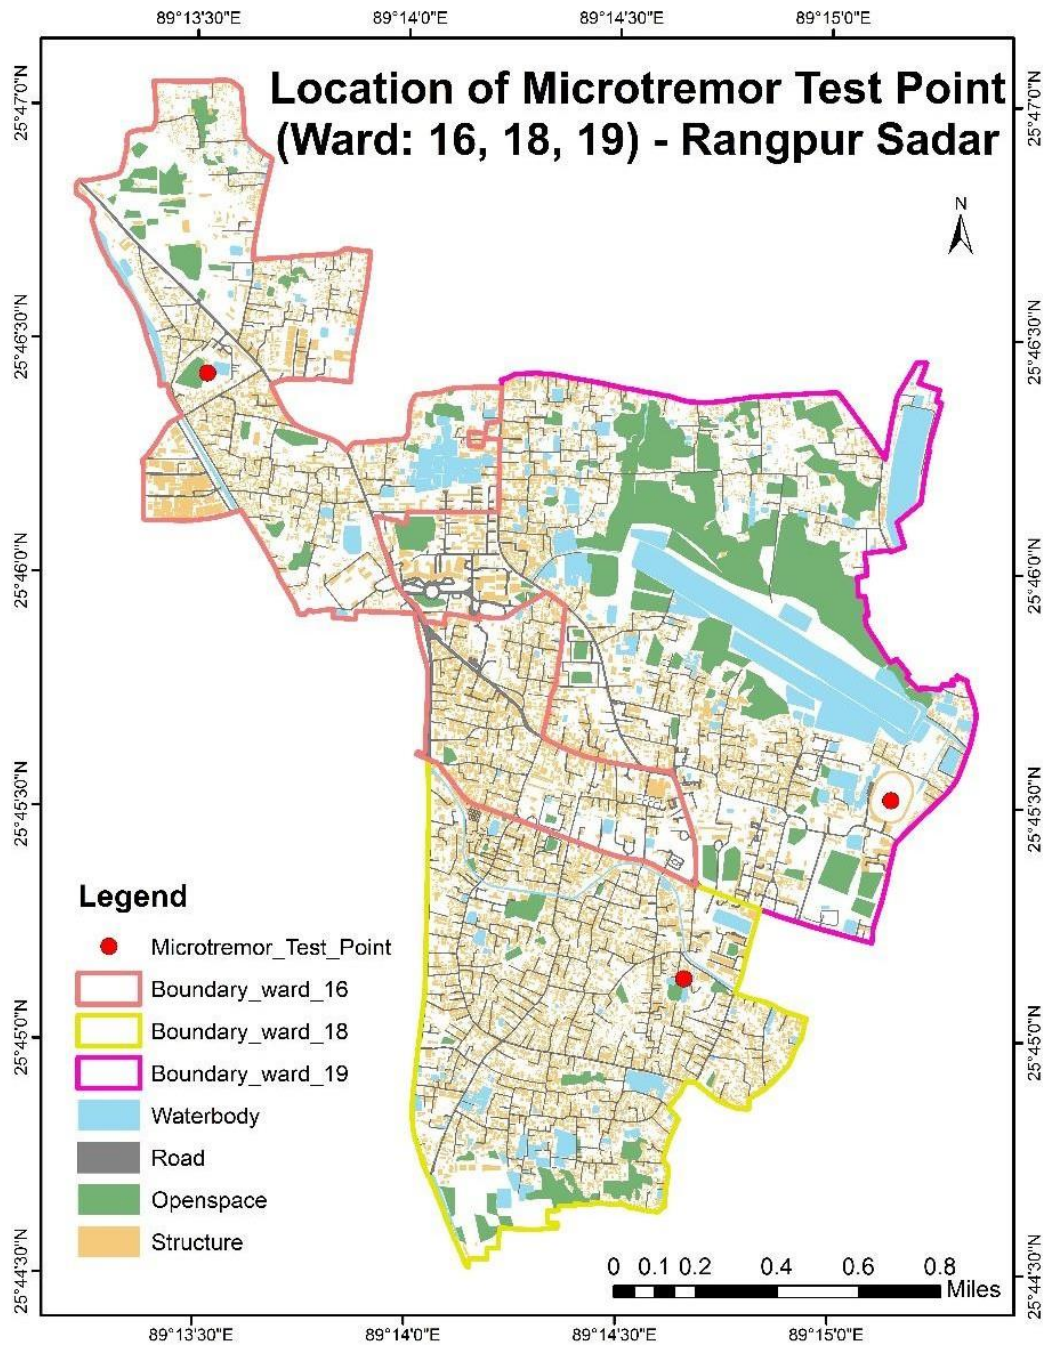 89°13'30"E 89°14'0"E 89°14'30"E 89°15'0"E
Location of Microtremor Test Point
(Ward: 16, 18, 19) - Rangpur Sadar
N
25°47'0"N
25°46'30"N
25°46'0"N
25°45'30"N
25°45'0"N
25°44'30"N
25°47'0"N
25°46'30"N
25°46'0"N
25°45'30"N
25°45'0"N
25°44'30"N
Legend
Microtremor_Test_Point
Boundary_ward_16
Boundary_ward_18
Boundary_ward_19
Waterbody
Road
Openspace
Structure
0 0.1 0.2 0.4 0.6 0.8
Miles
89°13'30"E 89°14'0"E 89°14'30"E 89°15'0"E